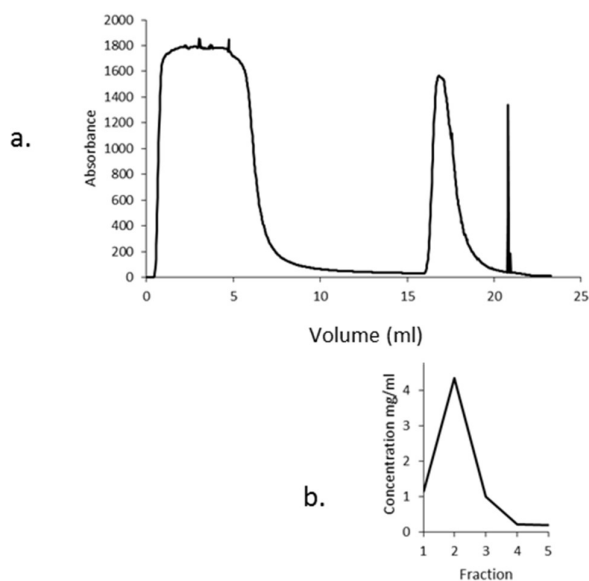 a.
Absorbance
2000
1800
1600
1400
1200
1000
800
600
400
200
0
0 5 10 15 20 25
Volume (ml)
b.
Concentration mg/ml
4
3
2
1
0
1 2 3 4 5
Fraction